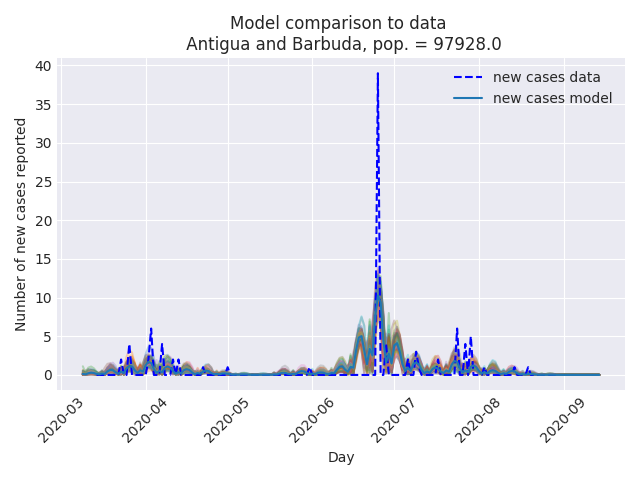 Model comparison to data
Antigua and Barbuda, pop. = 97928.0
new cases data
new cases model
Number of new cases reported
40
35
30
25
20
15
10
5
0
2020-03
2020-04
2020-05
2020-06
2020-07
2020-08
2020-09
Day